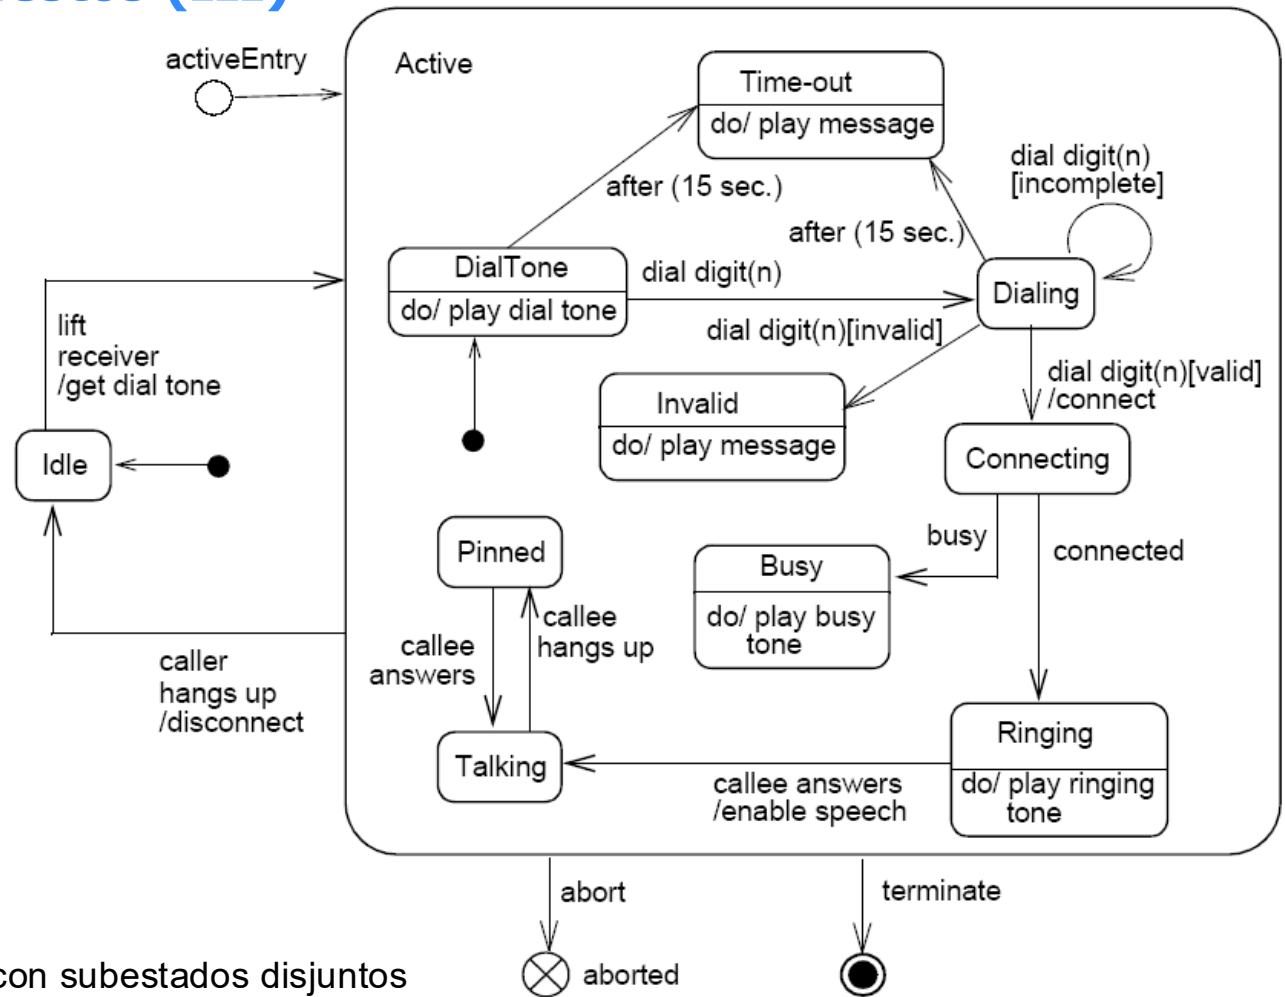 activeEntry
Active
Time-out
do/ play message
dial digit(n)
[incomplete]
after (15 sec.)
after (15 sec.)
DialTone
do/ play dial tone
dial digit(n)
Dialing
lift
receiver
/get dial tone
dial digit(n)[invalid]
dial digit(n)[valid]
/connect
Invalid
do/ play message
Idle
Connecting
Pinned
busy
connected
Busy
do/ play busy
tone
callee
hangs up
callee
answers
caller
hangs up
/disconnect
Talking
Ringing
do/ play ringing
tone
callee answers
/enable speech
abort
terminate
con subestados disjuntos
aborted